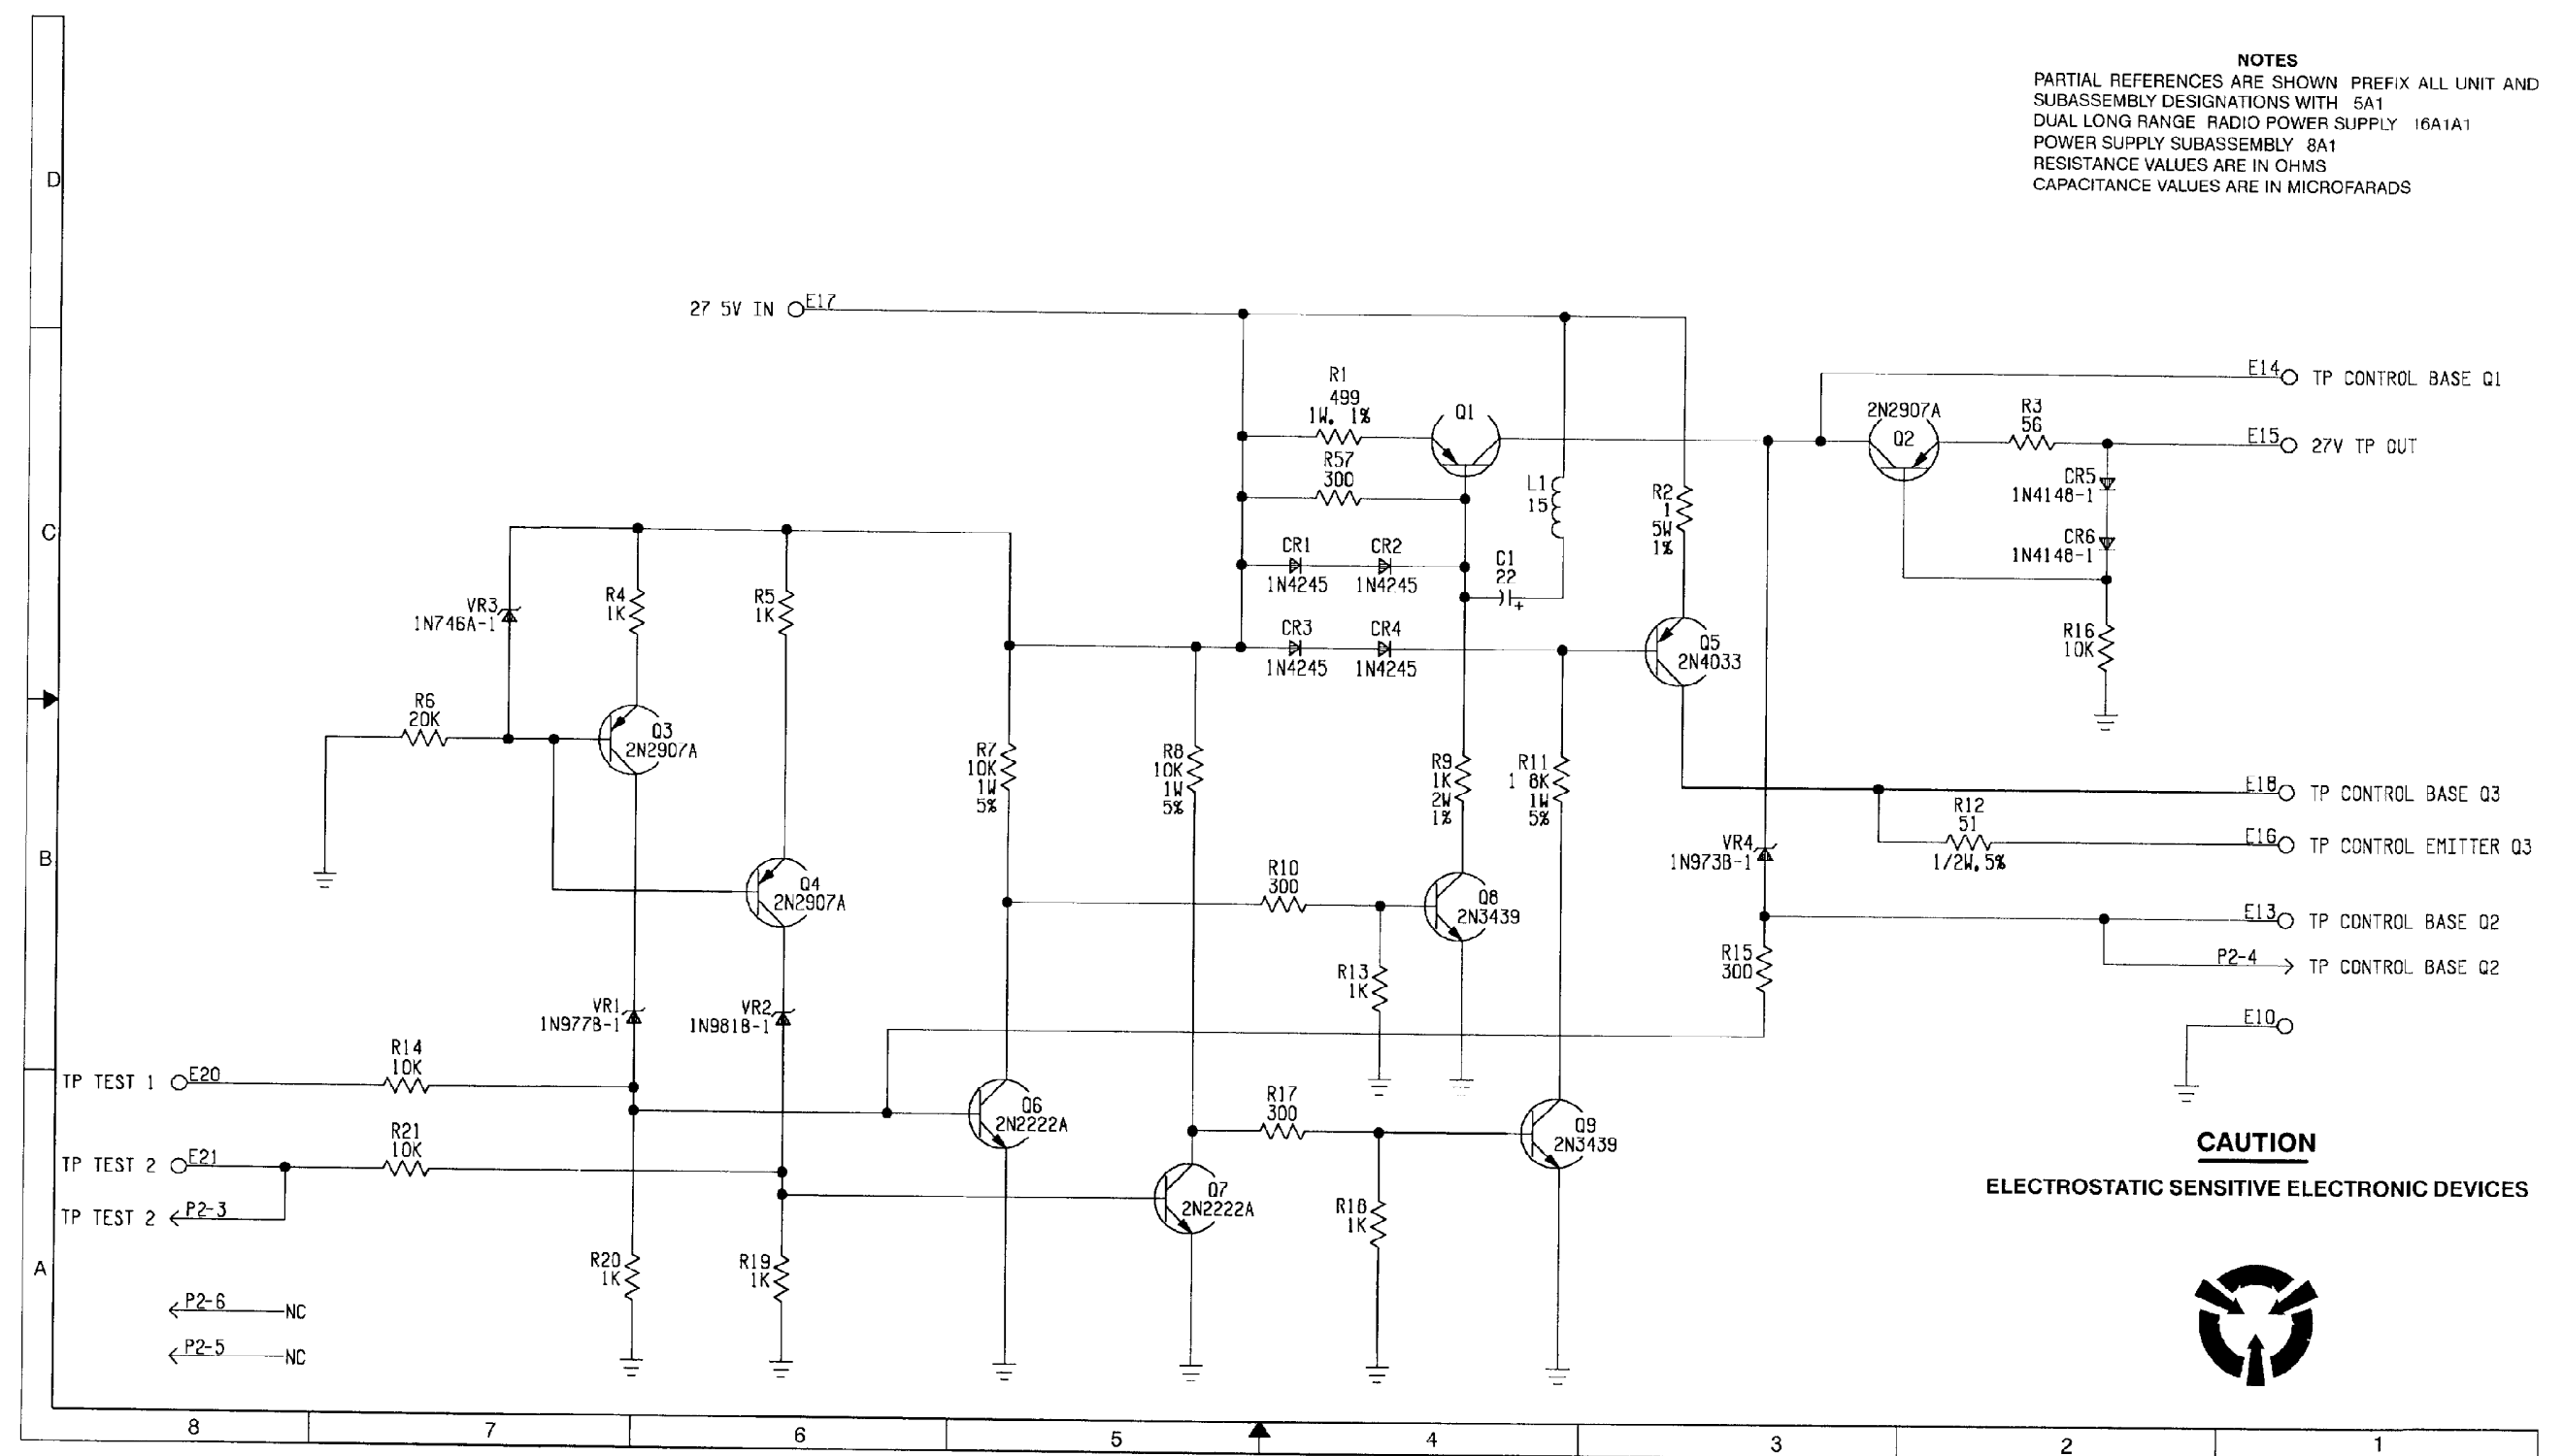 NOTES
PARTIAL REFERENCES ARE SHOWN PREFIX ALL UNIT AND
SUBASSEMBLY DESIGNATIONS WITH 5A1
DUAL LONG RANGE RADIO POWER SUPPLY 16A1A1
POWER SUPPLY SUBASSEMBLY 8A1
RESISTANCE VALUES ARE IN OHMS
CAPACITANCE VALUES ARE IN MICROFARADS
D
C
B
A
27 5V IN
E17
R1
499
1W. 1%
Q1
R57
300
L1
15
R2
1
5W
1%
CR1
1N4245
CR2
1N4245
C1
22
+
CR3
1N4245
CR4
1N4245
Q5
2N4033
E14
TP CONTROL BASE Q1
2N2907A
Q2
R3
56
E15
27V TP OUT
CR5
1N4148-1
CR6
1N4148-1
R16
10K
VR3
1N746A-1
R4
1K
R5
1K
R6
20K
Q3
2N2907A
R7
10K
1W
5%
R8
10K
1W
5%
R9
1K
2W
1%
R11
1 8K
1W
5%
E18
TP CONTROL BASE Q3
R12
51
1/2W.5%
E16
TP CONTROL EMITTER Q3
VR4
1N973B-1
Q4
2N2907A
R10
300
Q8
2N3439
E13
TP CONTROL BASE Q2
P2-4
TP CONTROL BASE Q2
R13
1K
R15
300
E10
VR1
1N977B-1
VR2
1N981B-1
R14
10K
TP TEST 1
E20
Q6
2N2222A
R17
300
Q9
2N3439
R21
10K
TP TEST 2
E21
TP TEST 2
P2-3
Q7
2N2222A
R18
1K
R20
1K
R19
1K
P2-6
NC
P2-5
NC
CAUTION
ELECTROSTATIC SENSITIVE ELECTRONIC DEVICES
8
7
6
5
4
3
2
1